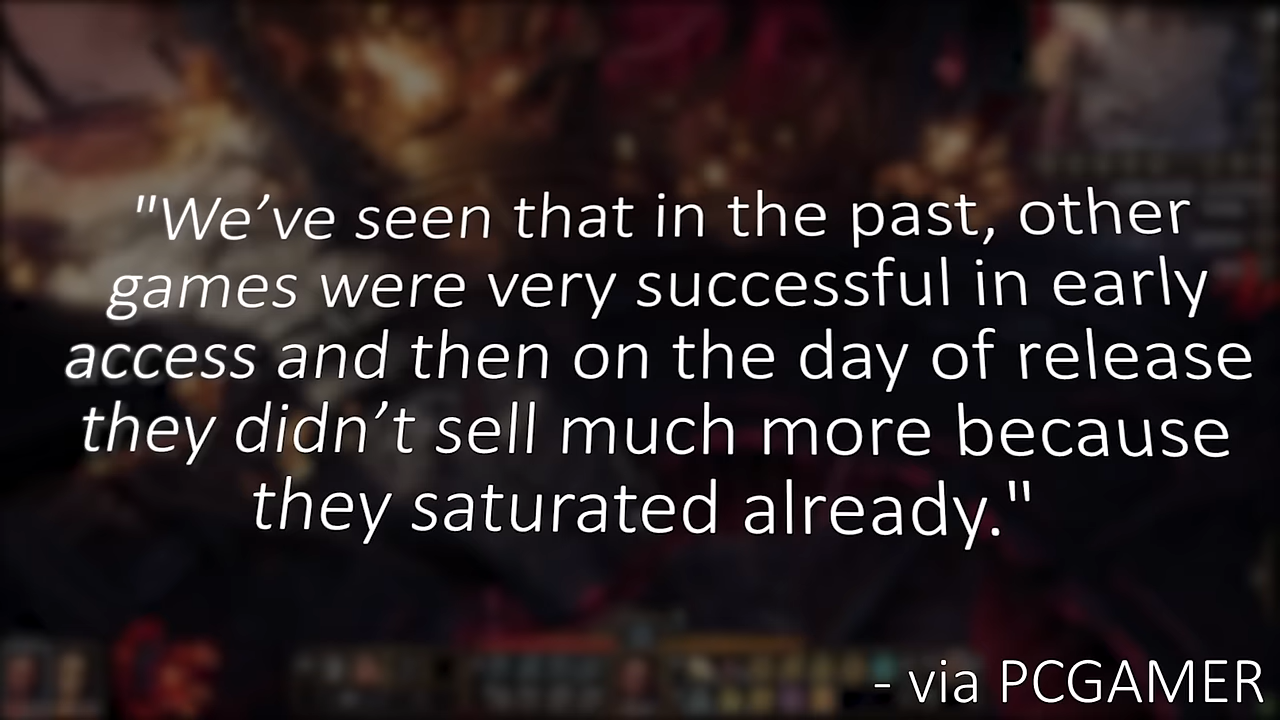 "We’ve seen that in the past, other
games were very successful in early
access and then on the day of release
they didn’t sell much more because
they saturated already."
- via PCGAMER